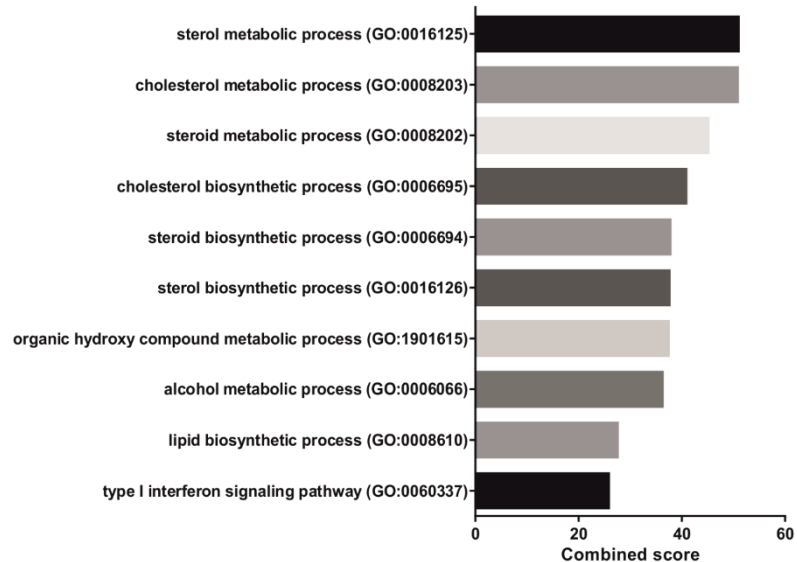 sterol metabolic process (GO:0016125)
cholesterol metabolic process (GO:0008203)
steroid metabolic process (GO:0008202)
cholesterol biosynthetic process (GO:0006695)
steroid biosynthetic process (GO:0006694)
sterol biosynthetic process (GO:0016126)
organic hydroxy compound metabolic process (GO:1901615)
alcohol metabolic process (GO:0006066)
lipid biosynthetic process (GO:0008610)
type I interferon signaling pathway (GO:0060337)
0 20 40 60
Combined score